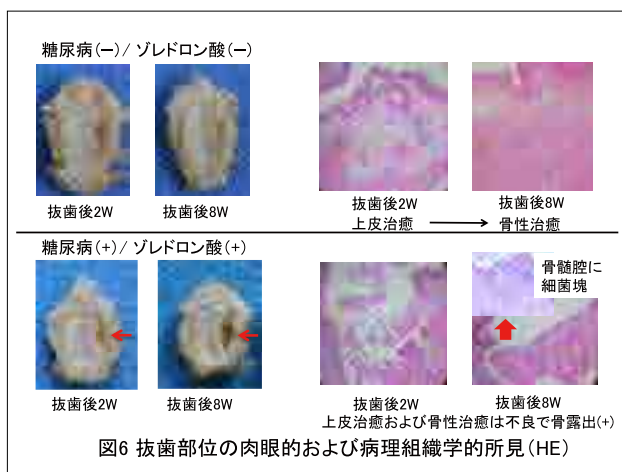 糖尿病(ー)/ ゾレドロン酸(ー)
抜歯後2W
抜歯後8W
抜歯後2W
抜歯後8W
上皮治癒
骨性治癒
糖尿病(+)/ ゾレドロン酸(+)
骨髄腔に
細菌塊
抜歯後2W
抜歯後8W
抜歯後2W
抜歯後8W
上皮治癒および骨性治癒は不良で骨露出(+)
図6 抜歯部位の肉眼的および病理組織学的所見(HE)